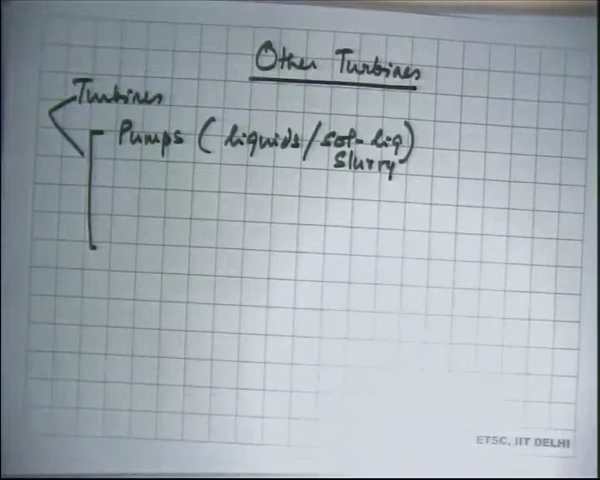 Other Turbines
Turbines
Pumps ( liquids / sol-liq )
slurry
ETSC, IIT DELHI